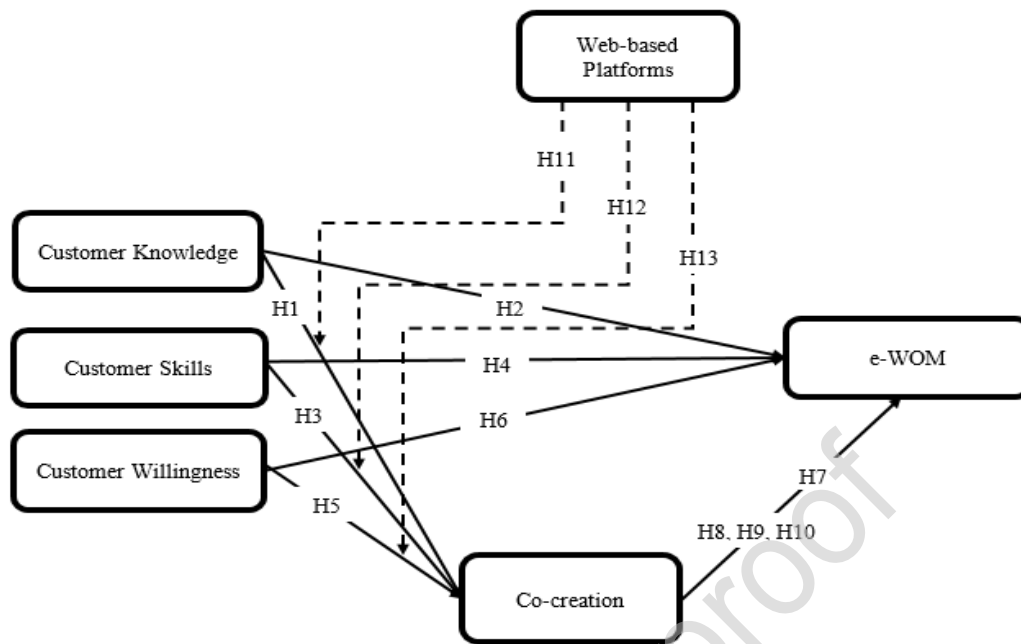 Web-based
Platforms
H11
H12
Customer Knowledge
H13
H1
H2
Customer Skills
H4
e-WOM
H3
H6
Customer Willingness
H7
H5
H8, H9, H10
Co-creation
proof